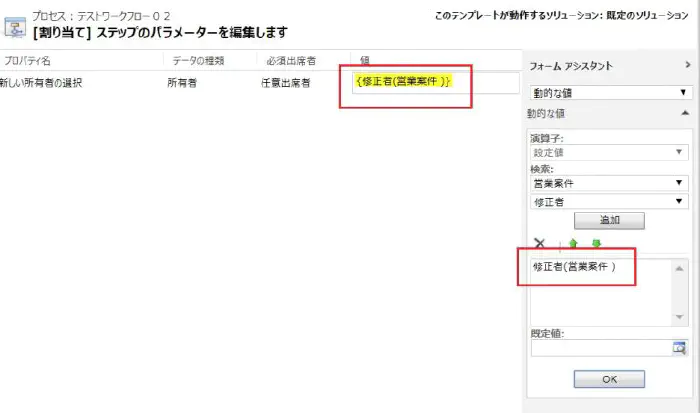 プロセス : テストワークフロー０２
このテンプレートが動作するソリューション: 既定のソリューション
[割り当て] ステップのパラメーターを編集します
プロパティ名 データの種類 必須出席者 値
新しい所有者の選択 所有者 任意出席者 {修正者(営業案件 )}
フォーム アシスタント
動的な値
動的な値
演算子:
設定値
検索:
営業案件
修正者
追加
修正者(営業案件 )
既定値:
OK